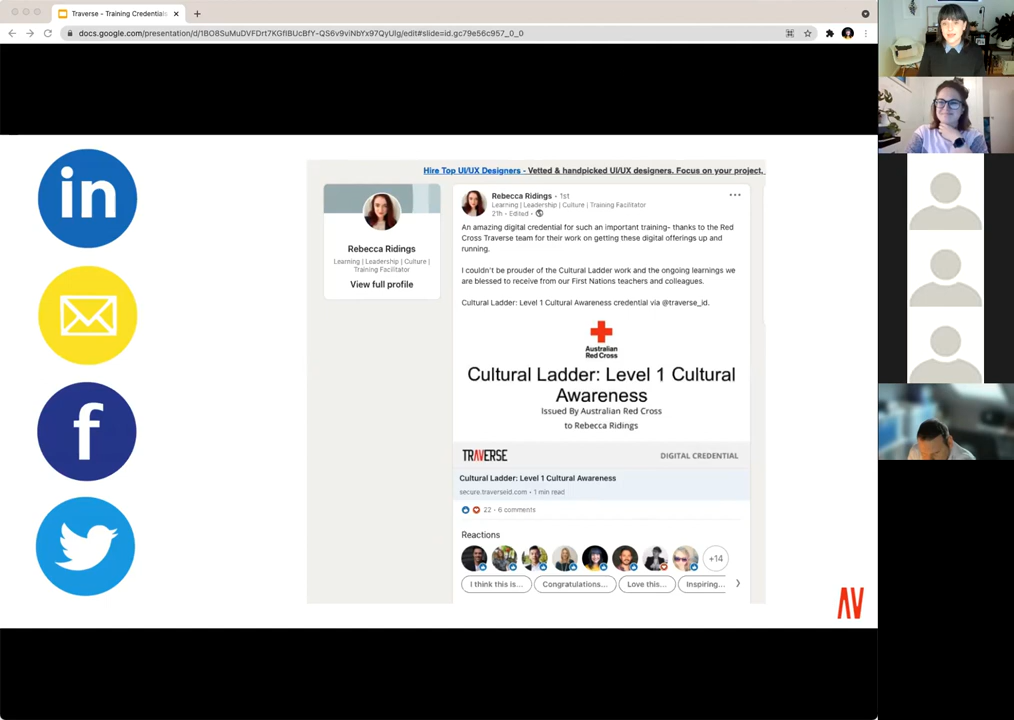 Traverse - Training Credentials
docs.google.com/presentation/d/1BO8SuMuDVFDrt7KGfIBUcBfY-QS6v9viNbYx97QyUlg/edit#slide=id.gc79e56c957_0_0
in
f
Hire Top UI/UX Designers - Vetted & handpicked UI/UX designers. Focus on your project,
Rebecca Ridings
Learning | Leadership | Culture |
Training Facilitator
View full profile
Rebecca Ridings • 1st
Learning | Leadership | Culture | Training Facilitator
21h • Edited •
An amazing digital credential for such an important training- thanks to the Red
Cross Traverse team for their work on getting these digital offerings up and
running.
I couldn't be prouder of the Cultural Ladder work and the ongoing learnings we
are blessed to receive from our First Nations teachers and colleagues.
Cultural Ladder: Level 1 Cultural Awareness credential via @traverse_id.
Australian
Red Cross
Cultural Ladder: Level 1 Cultural
Awareness
Issued By Australian Red Cross
to Rebecca Ridings
TRAVERSE
DIGITAL CREDENTIAL
Cultural Ladder: Level 1 Cultural Awareness
secure.traverseid.com • 1 min read
22 • 6 comments
Reactions
+14
I think this is...
Congratulations...
Love this...
Inspiring...
AV